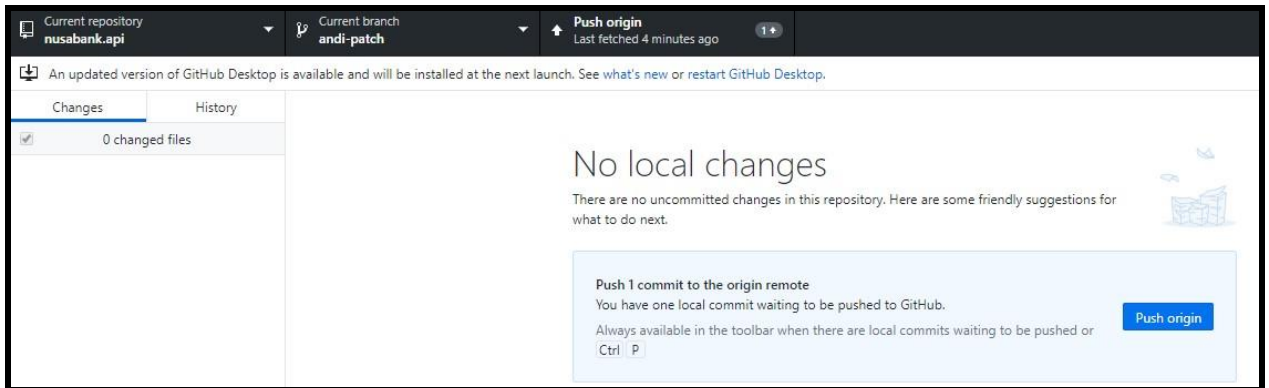 Current repository
nusabank.api
Current branch
andi-patch
Push origin
Last fetched 4 minutes ago
1
An updated version of GitHub Desktop is available and will be installed at the next launch. See what's new or restart GitHub Desktop.
Changes
History
0 changed files
No local changes
There are no uncommitted changes in this repository. Here are some friendly suggestions for
what to do next.
Push 1 commit to the origin remote
You have one local commit waiting to be pushed to GitHub.
Always available in the toolbar when there are local commits waiting to be pushed or
Ctrl P
Push origin